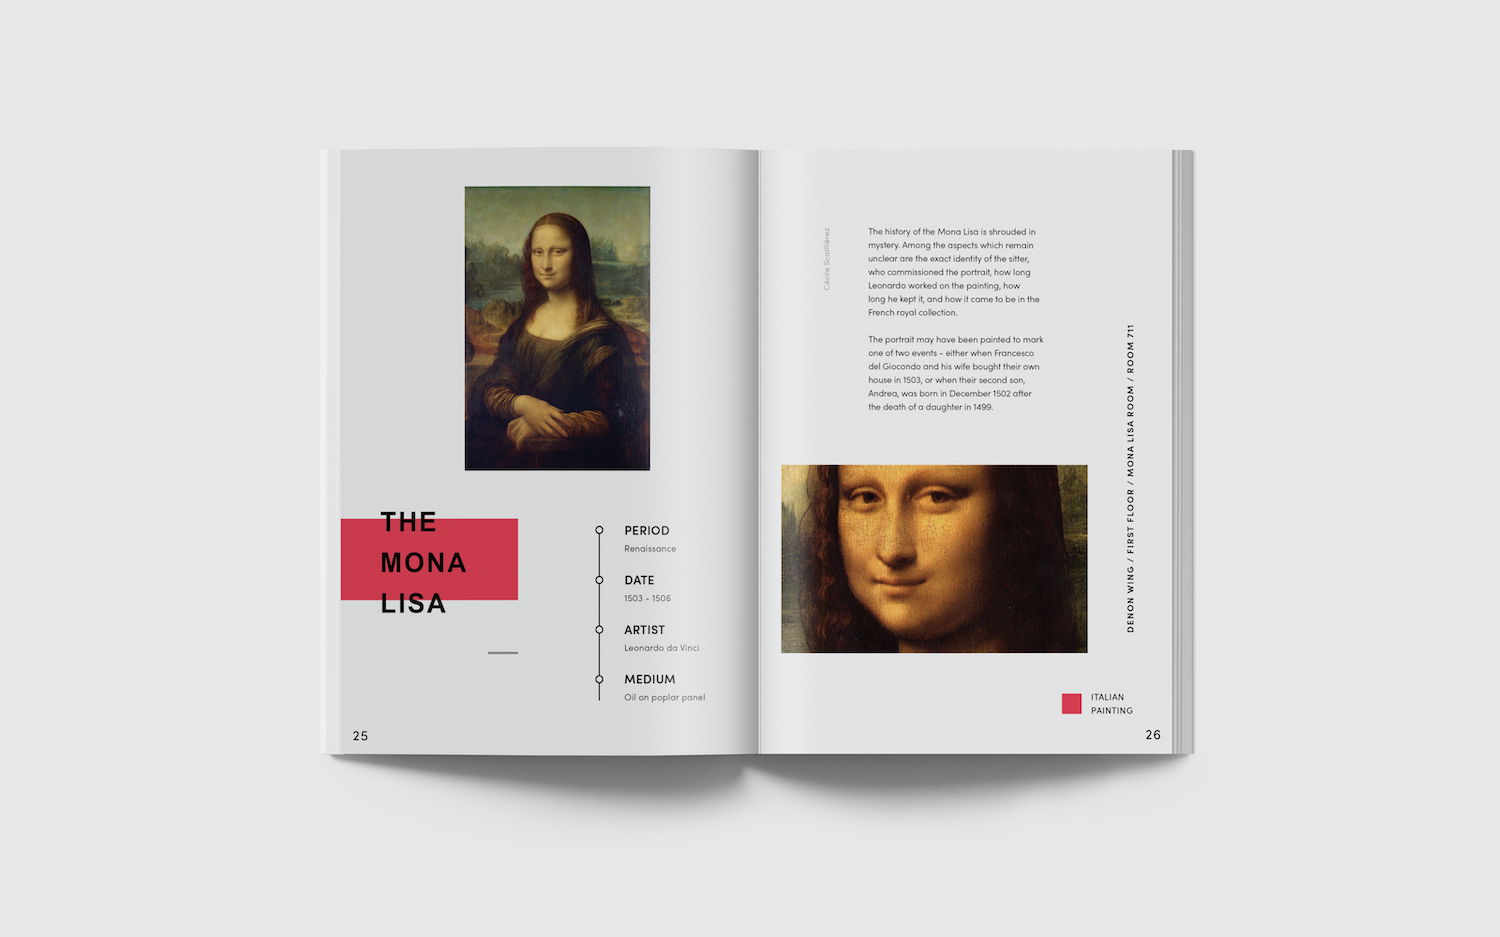 THE
MONA
LISA
PERIOD
Renaissance
DATE
1503 - 1506
ARTIST
Leonardo da Vinci
MEDIUM
Oil on poplar panel
25
Cécile Scailliérez
The history of the Mona Lisa is shrouded in
mystery. Among the aspects which remain
unclear are the exact identity of the sitter,
who commissioned the portrait, how long
Leonardo worked on the painting, how
long he kept it, and how it came to be in the
French royal collection.
The portrait may have been painted to mark
one of two events - either when Francesco
del Giocondo and his wife bought their own
house in 1503, or when their second son,
Andrea, was born in December 1502 after
the death of a daughter in 1499.
DENON WING / FIRST FLOOR / MONA LISA ROOM / ROOM 711
ITALIAN
PAINTING
26